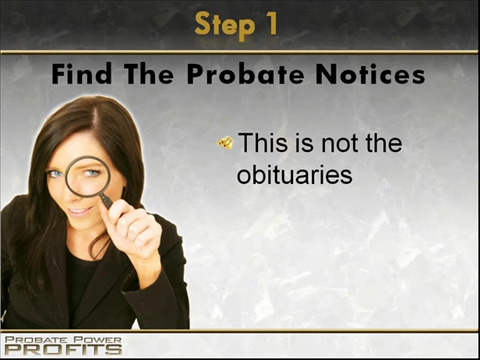 Step 1
Find The Probate Notices
This is not the
obituaries
PROBATE POWER
PROFITS